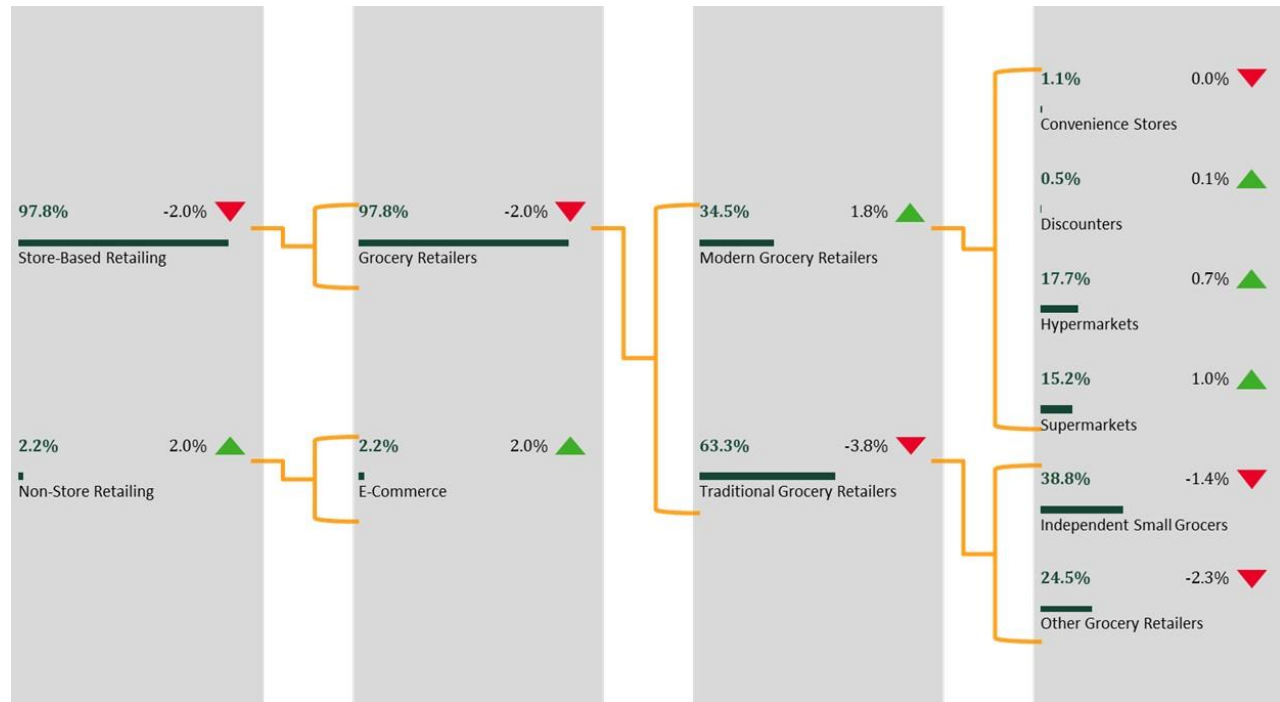 97.8% -2.0%
Store-Based Retailing
2.2% 2.0%
Non-Store Retailing
97.8% -2.0%
Grocery Retailers
2.2% 2.0%
E-Commerce
34.5% 1.8%
Modern Grocery Retailers
63.3% -3.8%
Traditional Grocery Retailers
1.1% 0.0%
Convenience Stores
0.5% 0.1%
Discounters
17.7% 0.7%
Hypermarkets
15.2% 1.0%
Supermarkets
38.8% -1.4%
Independent Small Grocers
24.5% -2.3%
Other Grocery Retailers